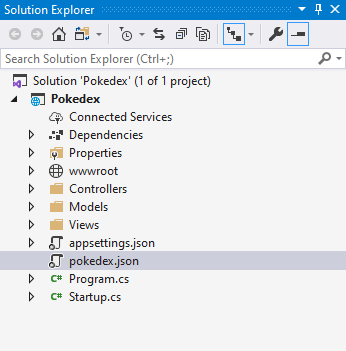 Solution Explorer
Search Solution Explorer (Ctrl+;)
Solution 'Pokedex' (1 of 1 project)
Pokedex
Connected Services
Dependencies
Properties
wwwroot
Controllers
Models
Views
appsettings.json
pokedex.json
C# Program.cs
C# Startup.cs